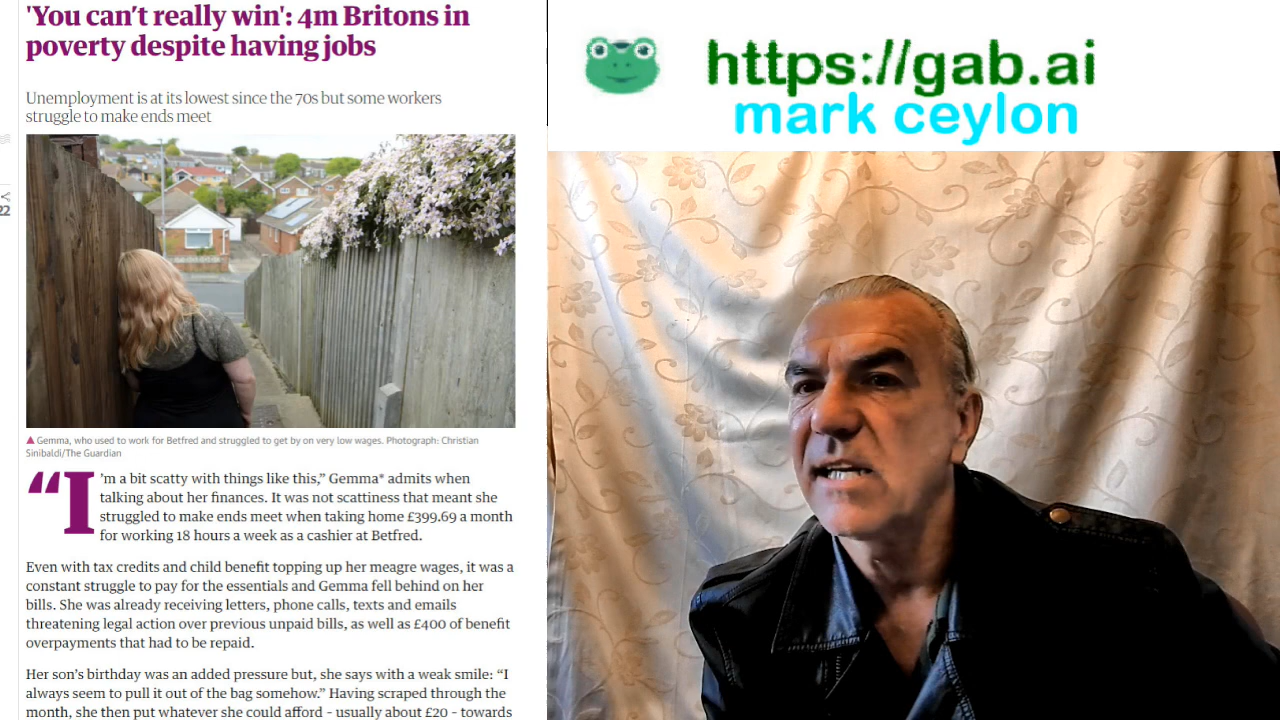 'You can’t really win': 4m Britons in
poverty despite having jobs
Unemployment is at its lowest since the 70s but some workers
struggle to make ends meet
22
Gemma, who used to work for Betfred and struggled to get by on very low wages. Photograph: Christian
Sinibaldi/The Guardian
“I’m a bit scatty with things like this,” Gemma* admits when
talking about her finances. It was not scattiness that meant she
struggled to make ends meet when taking home £399.69 a month
for working 18 hours a week as a cashier at Betfred.
Even with tax credits and child benefit topping up her meagre wages, it was a
constant struggle to pay for the essentials and Gemma fell behind on her
bills. She was already receiving letters, phone calls, texts and emails
threatening legal action over previous unpaid bills, as well as £400 of benefit
overpayments that had to be repaid.
Her son’s birthday was an added pressure but, she says with a weak smile: “I
always seem to pull it out of the bag somehow.” Having scraped through the
month, she then put whatever she could afford - usually about £20 - towards
https://gab.ai
mark ceylon